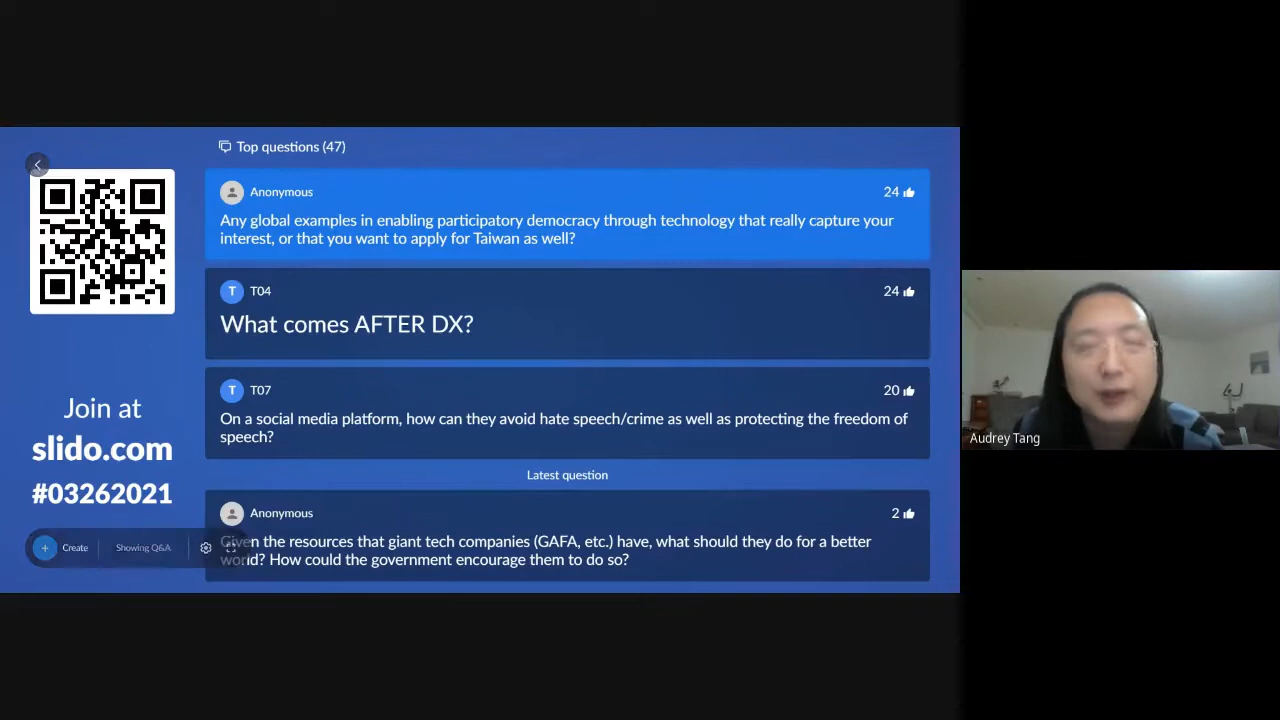 Top questions (47)
Anonymous
24
Any global examples in enabling participatory democracy through technology that really capture your
interest, or that you want to apply for Taiwan as well?
T
T04
24
What comes AFTER DX?
T
T07
20
On a social media platform, how can they avoid hate speech/crime as well as protecting the freedom of
speech?
Latest question
Anonymous
2
Given the resources that giant tech companies (GAFA, etc.) have, what should they do for a better
world? How could the government encourage them to do so?
Join at
slido.com
#03262021
Create
Showing Q&A
Audrey Tang